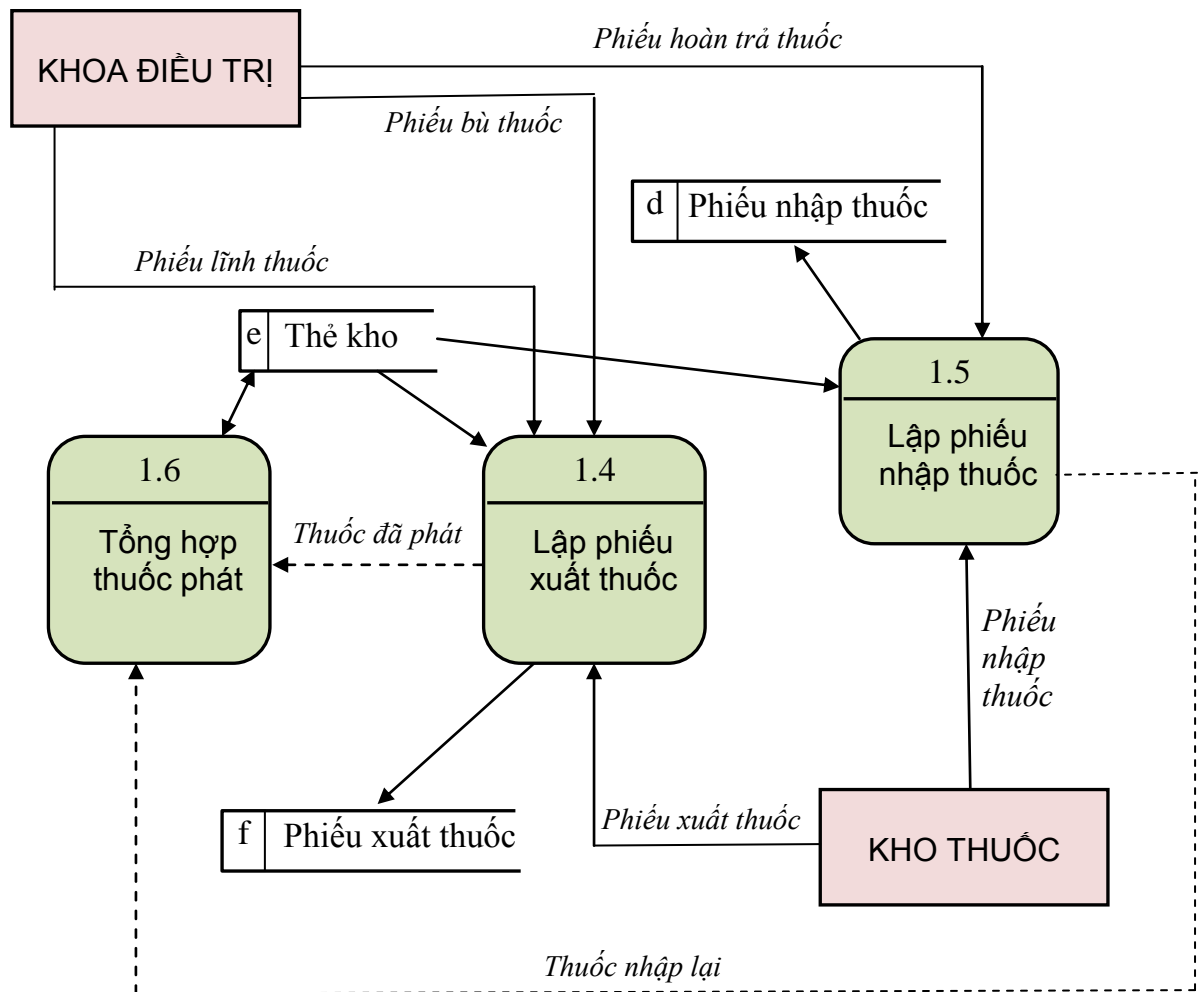 Phiếu hoàn trả thuốc
KHOA ĐIỀU TRỊ
Phiếu bù thuốc
d Phiếu nhập thuốc
Phiếu lĩnh thuốc
e Thẻ kho
1.5
Lập phiếu
nhập thuốc
1.6
Tổng hợp
thuốc phát
Thuốc đã phát
1.4
Lập phiếu
xuất thuốc
Phiếu
nhập
thuốc
f Phiếu xuất thuốc
Phiếu xuất thuốc
KHO THUỐC
Thuốc nhập lại